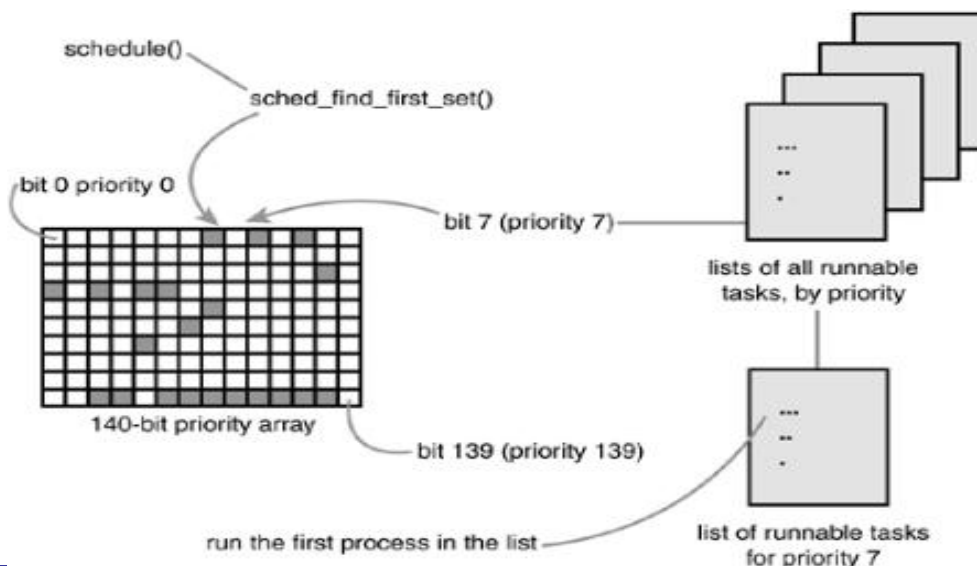 schedule()
sched_find_first_set()
bit 0 priority 0
bit 7 (priority 7)
lists of all runnable
tasks, by priority
140-bit priority array
bit 139 (priority 139)
run the first process in the list
list of runnable tasks
for priority 7